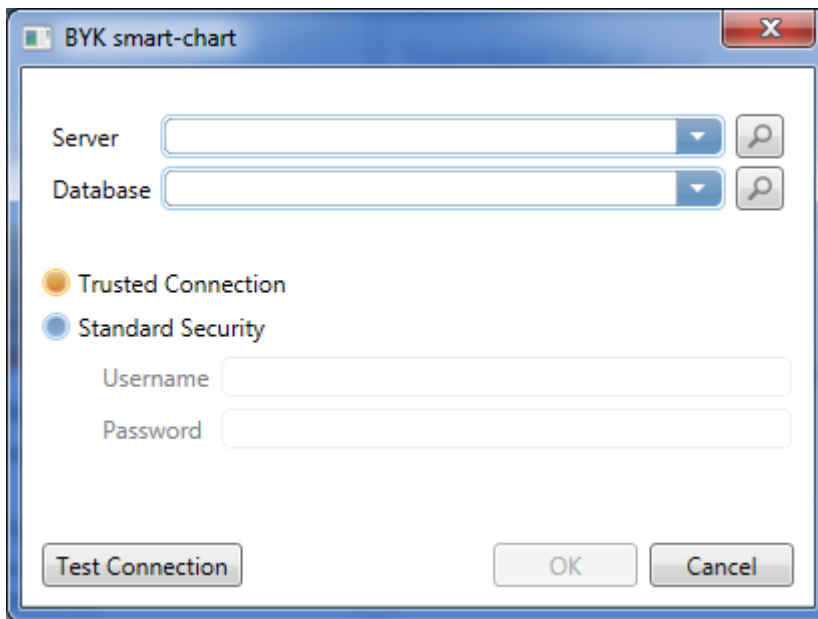 BYK smart-chart
Server
Database
Trusted Connection
Standard Security
Username
Password
Test Connection OK Cancel